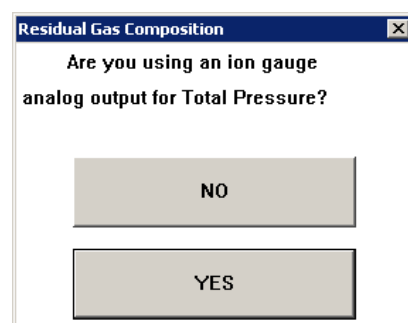 Residual Gas Composition
Are you using an ion gauge
analog output for Total Pressure?
NO
YES